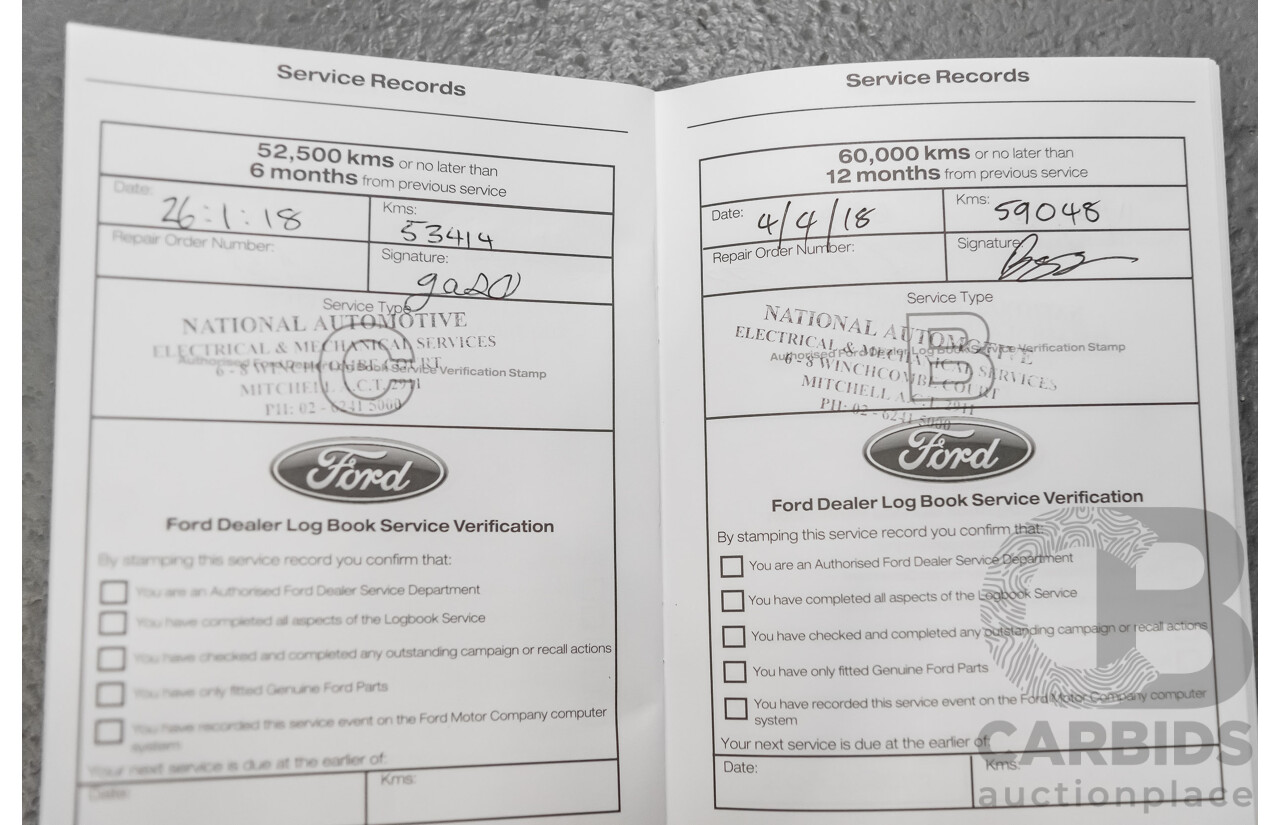 Service Records
52,500 kms or no later than
6 months from previous service
Date:
26:1:18
Kms:
53414
Repair Order Number:
Signature:
Service Type
C
NATIONAL AUTOMOTIVE
ELECTRICAL & MECHANICAL SERVICES
Authorised Ford Dealer Log Book Service Verification Stamp
6 - 8 WINCHCOMBE COURT
MITCHELL A.C.T. 2911
PH: 02 - 6241 5000
Ford
Ford Dealer Log Book Service Verification
By stamping this service record you confirm that:
You are an Authorised Ford Dealer Service Department
You have completed all aspects of the Logbook Service
You have checked and completed any outstanding campaign or recall actions
You have only fitted Genuine Ford Parts
You have recorded this service event on the Ford Motor Company computer
system
Your next service is due at the earlier of:
Date:
Kms:
Service Records
60,000 kms or no later than
12 months from previous service
Date: 4/4/18
Kms: 59048
Repair Order Number:
Signature:
Service Type
B
NATIONAL AUTOMOTIVE
ELECTRICAL & MECHANICAL SERVICES
Authorised Ford Dealer Log Book Service Verification Stamp
6 - 8 WINCHCOMBE COURT
MITCHELL A.C.T. 2911
PH: 02 - 6241 5000
Ford
Ford Dealer Log Book Service Verification
By stamping this service record you confirm that:
You are an Authorised Ford Dealer Service Department
You have completed all aspects of the Logbook Service
You have checked and completed any outstanding campaign or recall actions
You have only fitted Genuine Ford Parts
You have recorded this service event on the Ford Motor Company computer
system
Your next service is due at the earlier of:
Date:
Kms:
CB
CARBIDS
auctionplace